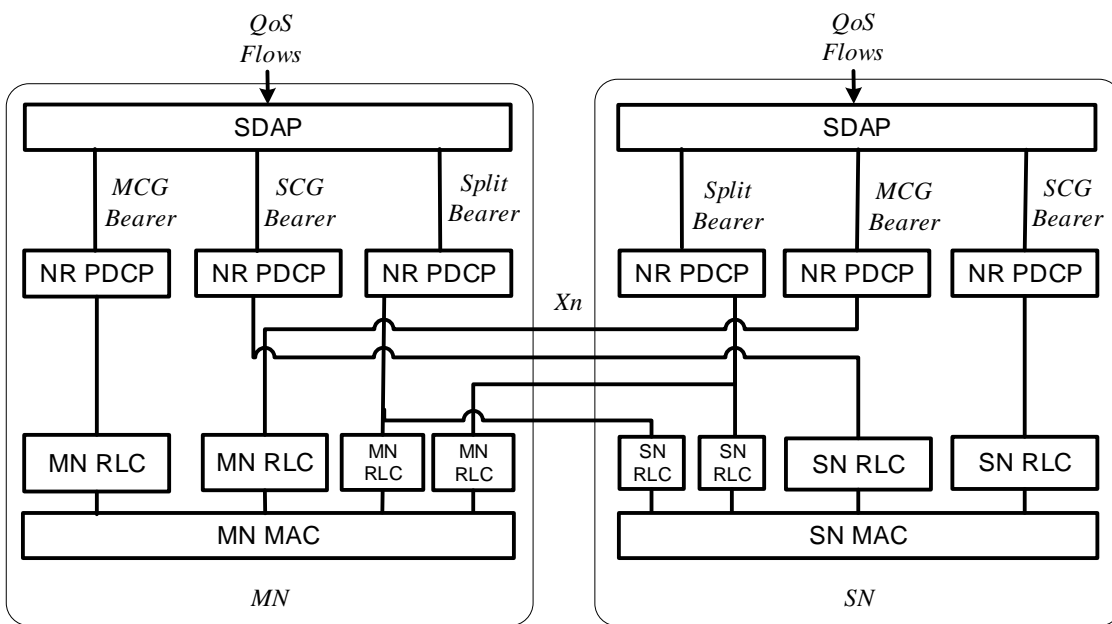 QoS
Flows
QoS
Flows
SDAP
SDAP
MCG
Bearer
SCG
Bearer
Split
Bearer
Split
Bearer
MCG
Bearer
SCG
Bearer
NR PDCP
NR PDCP
NR PDCP
NR PDCP
NR PDCP
NR PDCP
Xn
MN RLC
MN RLC
MN
RLC
MN
RLC
SN
RLC
SN
RLC
SN RLC
SN RLC
MN MAC
SN MAC
MN
SN